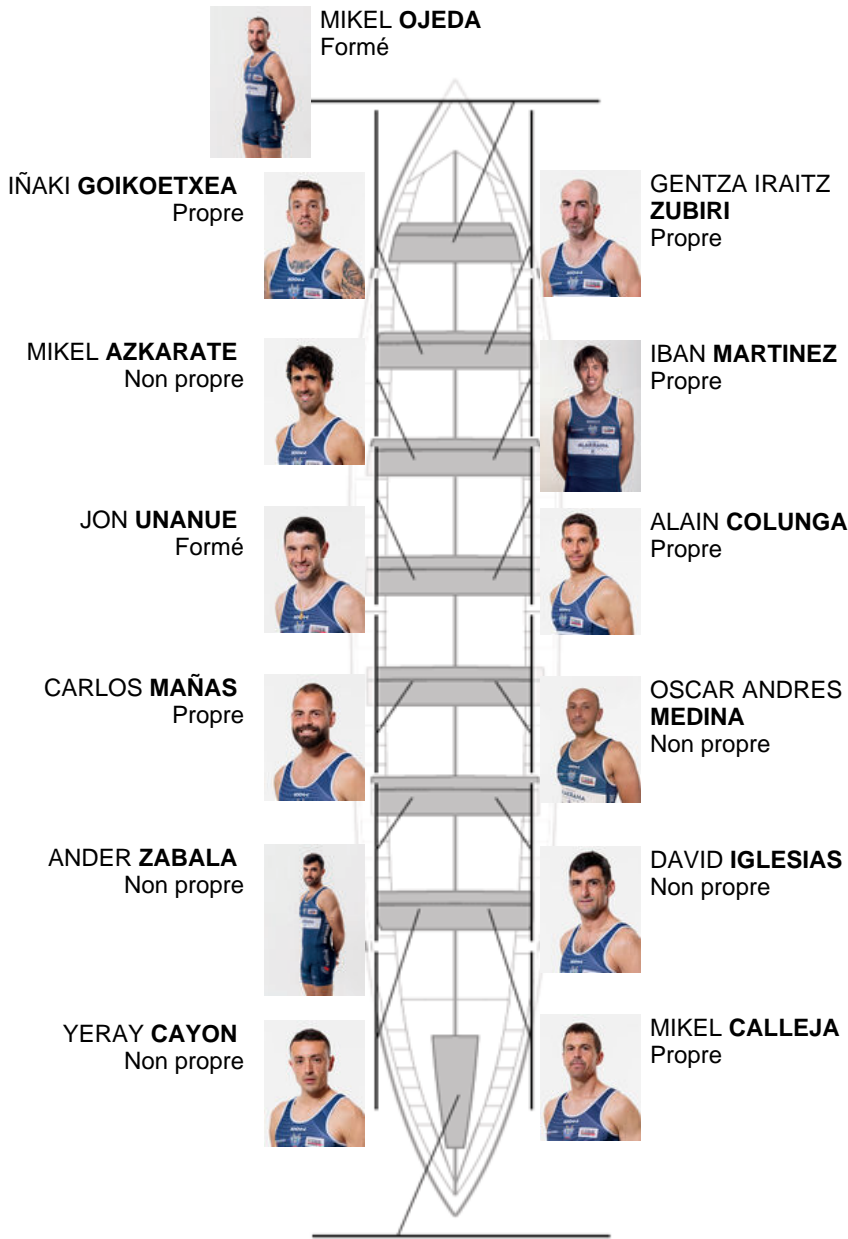 MIKEL OJEDA
Formé
IÑAKI GOIKOETXEA
Propre
GENTZA IRAITZ
ZUBIRI
Propre
MIKEL AZKARATE
Non propre
IBAN MARTINEZ
Propre
JON UNANUE
Formé
ALAIN COLUNGA
Propre
CARLOS MAÑAS
Propre
OSCAR ANDRES
MEDINA
Non propre
ANDER ZABALA
Non propre
DAVID IGLESIAS
Non propre
YERAY CAYON
Non propre
MIKEL CALLEJA
Propre